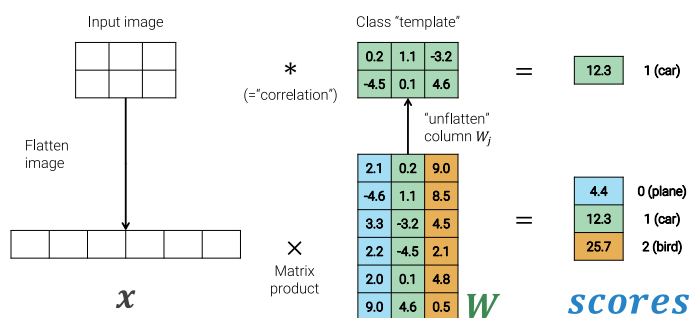 Input image
Class “template”
0.2 1.1 -3.2
-4.5 0.1 4.6
*
(=“correlation”)
=
12.3 1 (car)
Flatten
image
“unflatten”
column Wj
2.1 0.2 9.0
-4.6 1.1 8.5
3.3 -3.2 4.5
2.2 -4.5 2.1
2.0 0.1 4.8
9.0 4.6 0.5
×
Matrix
product
=
4.4 0 (plane)
12.3 1 (car)
25.7 2 (bird)
x
W
scores